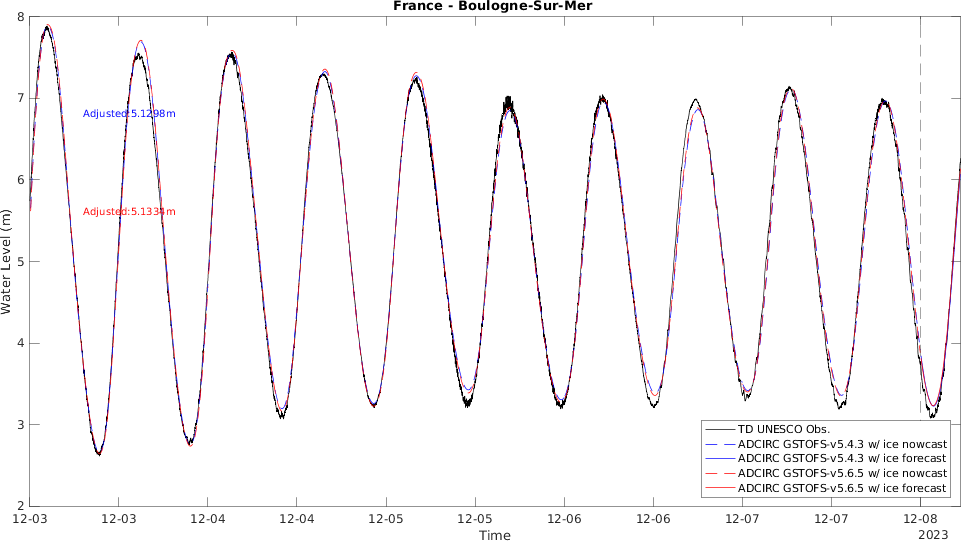 France - Boulogne-Sur-Mer
8
7
6
5
4
3
2
Water Level (m)
Adjusted:5.1298m
Adjusted:5.1334m
TD UNESCO Obs.
ADCIRC GSTOFS-v5.4.3 w/ ice nowcast
ADCIRC GSTOFS-v5.4.3 w/ ice forecast
ADCIRC GSTOFS-v5.6.5 w/ ice nowcast
ADCIRC GSTOFS-v5.6.5 w/ ice forecast
12-03 12-03 12-04 12-04 12-05 12-05 12-06 12-06 12-07 12-07 12-08
Time
2023